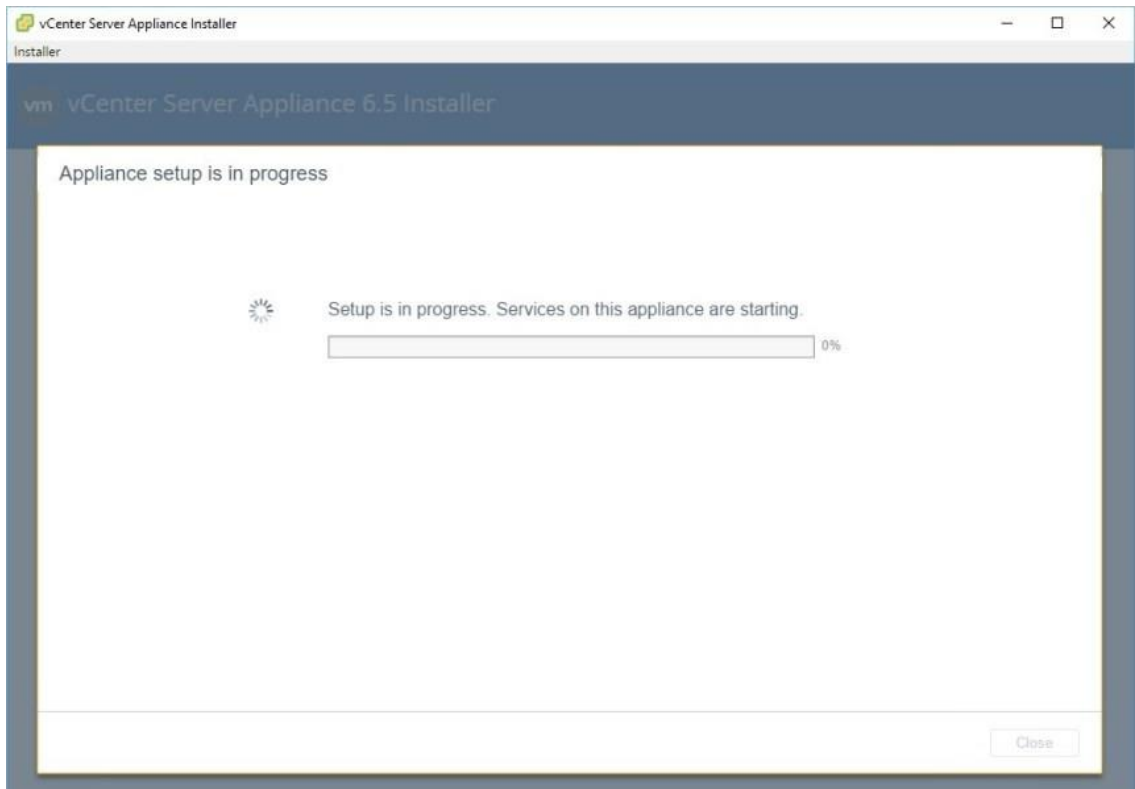 vCenter Server Appliance Installer
Installer
vm vCenter Server Appliance 6.5 Installer
Appliance setup is in progress
Setup is in progress. Services on this appliance are starting.
0%
Close